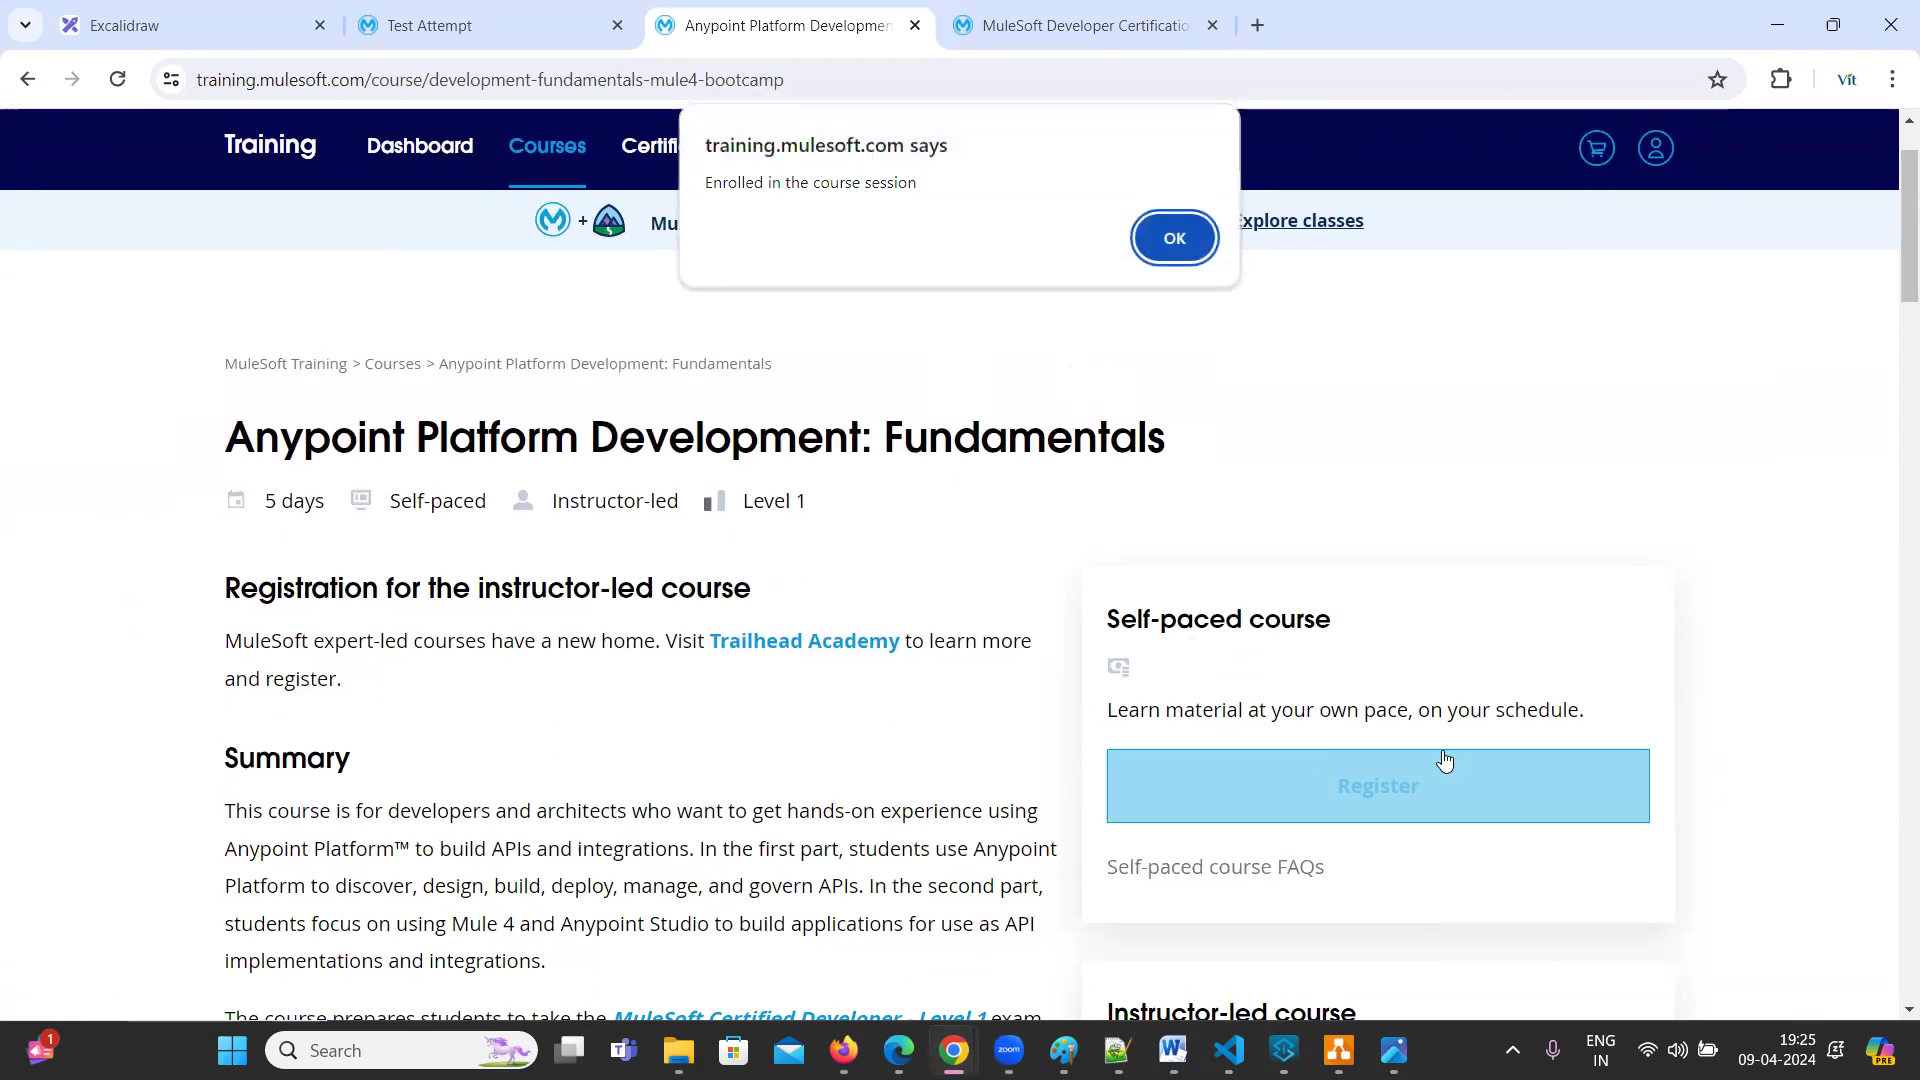 Excalidraw
Test Attempt
Anypoint Platform Developmen
MuleSoft Developer Certificatio
training.mulesoft.com/course/development-fundamentals-mule4-bootcamp
Vit
Training
Dashboard
Courses
Certifi
training.mulesoft.com says
Enrolled in the course session
OK
+
Mu
xplore classes
MuleSoft Training > Courses > Anypoint Platform Development: Fundamentals
Anypoint Platform Development: Fundamentals
5 days
Self-paced
Instructor-led
Level 1
Registration for the instructor-led course
MuleSoft expert-led courses have a new home. Visit Trailhead Academy to learn more
and register.
Summary
This course is for developers and architects who want to get hands-on experience using
Anypoint Platform™ to build APIs and integrations. In the first part, students use Anypoint
Platform to discover, design, build, deploy, manage, and govern APIs. In the second part,
students focus on using Mule 4 and Anypoint Studio to build applications for use as API
implementations and integrations.
The course prepares students to take the MuleSoft Certified Developer - Level 1 exam
Self-paced course
Learn material at your own pace, on your schedule.
Register
Self-paced course FAQs
Instructor-led course
1
Search
zoom
ENG
IN
19:25
09-04-2024
PRE